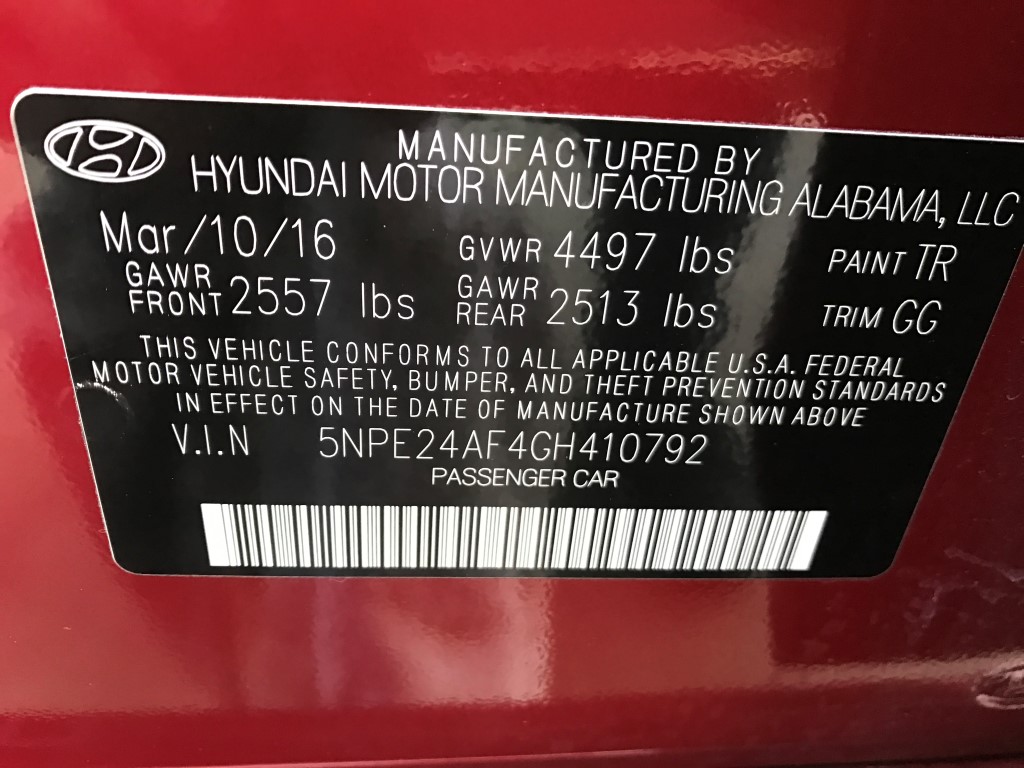 MANUFACTURED BY
HYUNDAI MOTOR MANUFACTURING ALABAMA, LLC
Mar/10/16 GVWR 4497 lbs PAINT TR
GAWR FRONT 2557 lbs GAWR REAR 2513 lbs TRIM GG
THIS VEHICLE CONFORMS TO ALL APPLICABLE U.S.A. FEDERAL
MOTOR VEHICLE SAFETY, BUMPER, AND THEFT PREVENTION STANDARDS
IN EFFECT ON THE DATE OF MANUFACTURE SHOWN ABOVE
V.I.N 5NPE24AF4GH410792
PASSENGER CAR